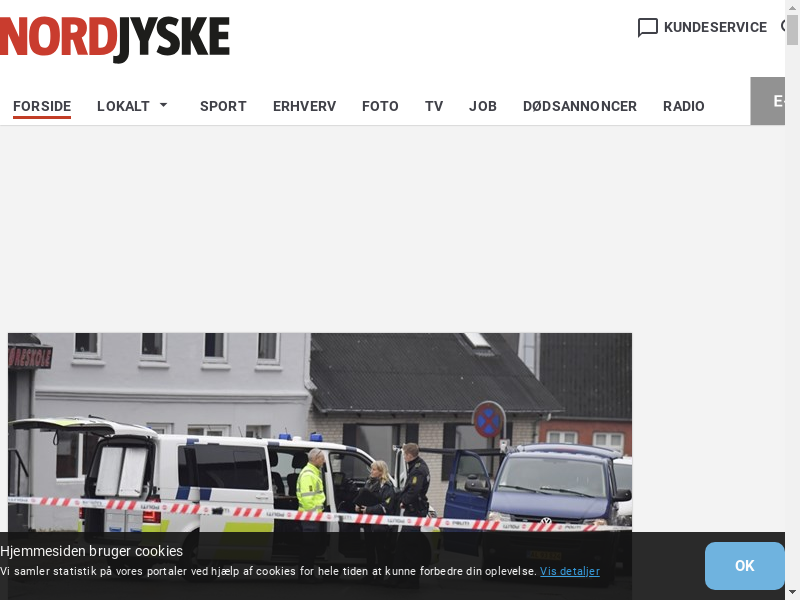 NORDJYSKE
KUNDESERVICE
FORSIDE LOKALT SPORT ERHVERV FOTO TV JOB DØDSANNONCER RADIO
Hjemmesiden bruger cookies
Vi samler statistik på vores portaler ved hjælp af cookies for hele tiden at kunne forbedre din oplevelse. Vis detaljer
OK